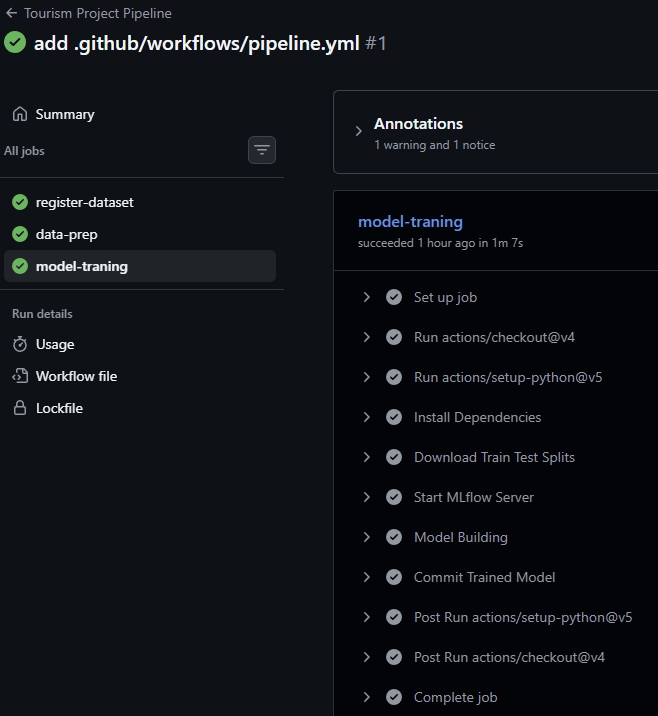 Tourism Project Pipeline
add .github/workflows/pipeline.yml #1
Summary
All jobs
register-dataset
data-prep
model-traning
Run details
Usage
Workflow file
Lockfile
Annotations
1 warning and 1 notice
model-traning
succeeded 1 hour ago in 1m 7s
Set up job
Run actions/checkout@v4
Run actions/setup-python@v5
Install Dependencies
Download Train Test Splits
Start MLflow Server
Model Building
Commit Trained Model
Post Run actions/setup-python@v5
Post Run actions/checkout@v4
Complete job